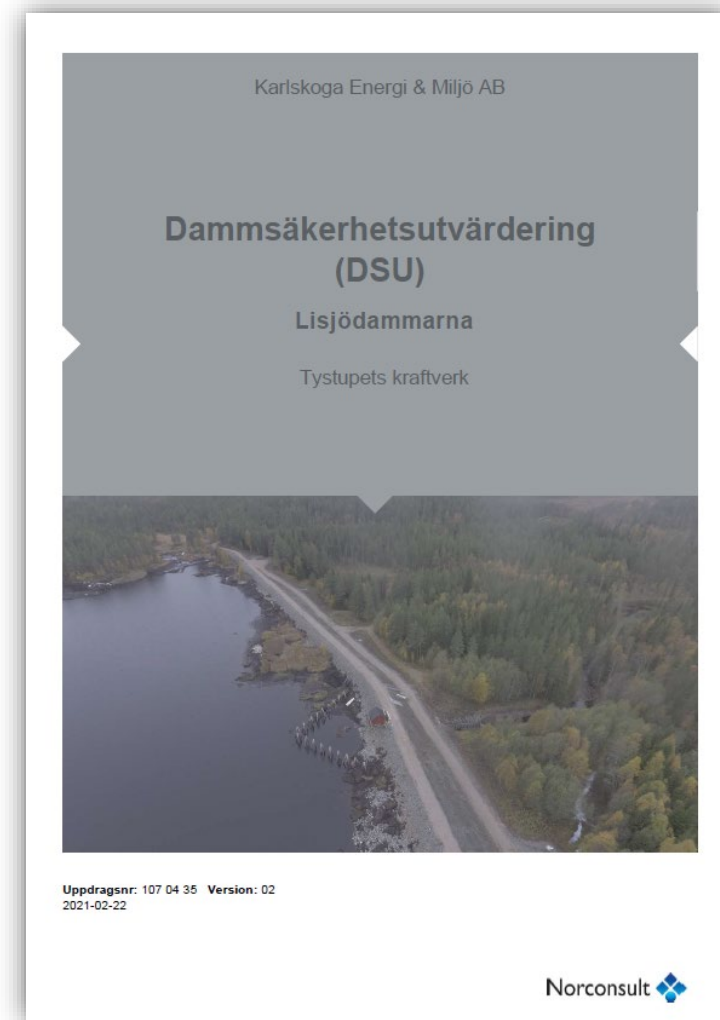 Karlskoga Energi & Miljö AB
Dammsäkerhetsutvärdering
(DSU)
Lisjödammarna
Tystupets kraftverk
Uppdragsnr: 107 04 35 Version: 02
2021-02-22
Norconsult